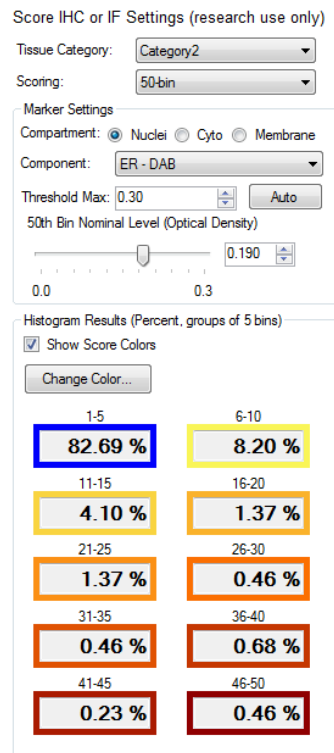 Score IHC or IF Settings (research use only)
Tissue Category: Category2
Scoring: 50-bin
Marker Settings
Compartment: Nuclei Cyto Membrane
Component: ER - DAB
Threshold Max: 0.30 Auto
50th Bin Nominal Level (Optical Density)
0.190
0.0 0.3
Histogram Results (Percent, groups of 5 bins)
Show Score Colors
Change Color...
1-5 6-10
82.69 % 8.20 %
11-15 16-20
4.10 % 1.37 %
21-25 26-30
1.37 % 0.46 %
31-35 36-40
0.46 % 0.68 %
41-45 46-50
0.23 % 0.46 %